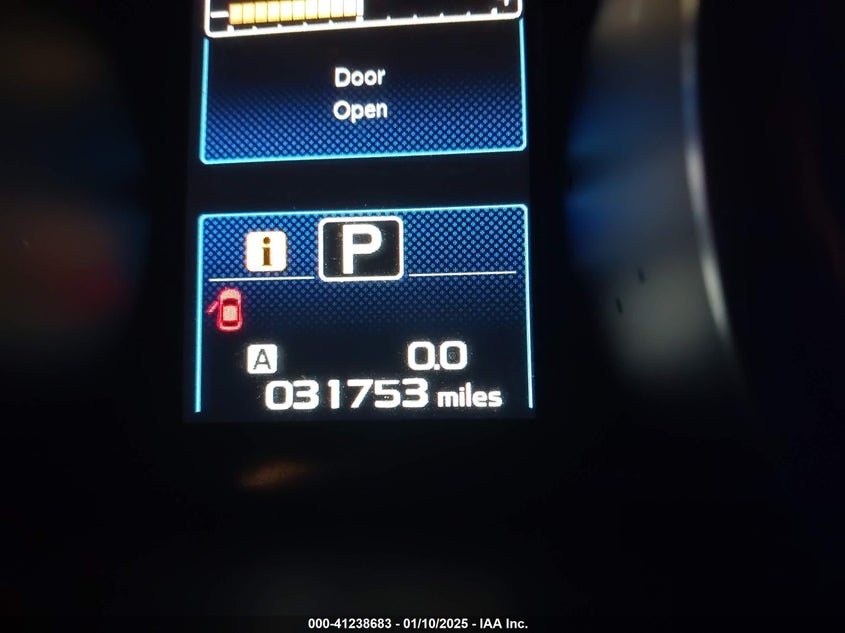 Door
Open
i P
A 0.0
031753 miles
000-41238683 - 01/10/2025 - IAA Inc.